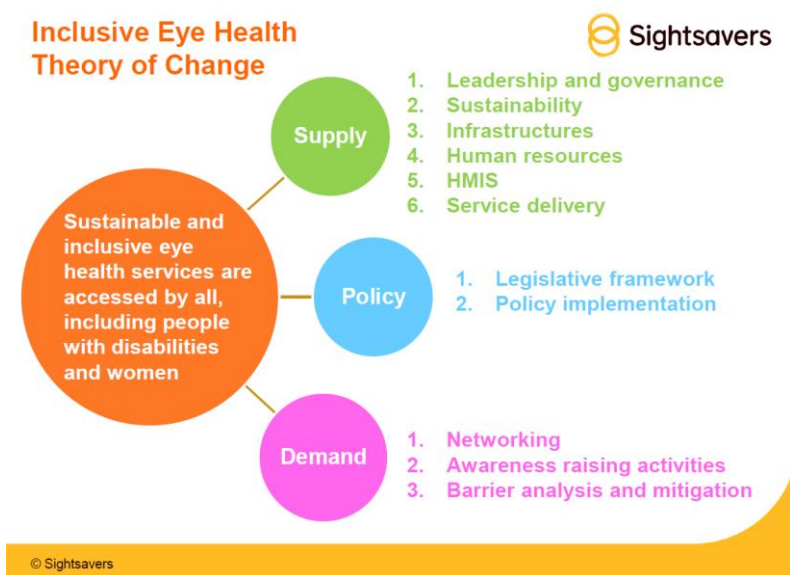 Inclusive Eye Health
Theory of Change
Sightsavers
Supply
1. Leadership and governance
2. Sustainability
3. Infrastructures
4. Human resources
5. HMIS
6. Service delivery
Sustainable and
inclusive eye
health services are
accessed by all,
including people
with disabilities
and women
Policy
1. Legislative framework
2. Policy implementation
Demand
1. Networking
2. Awareness raising activities
3. Barrier analysis and mitigation
© Sightsavers